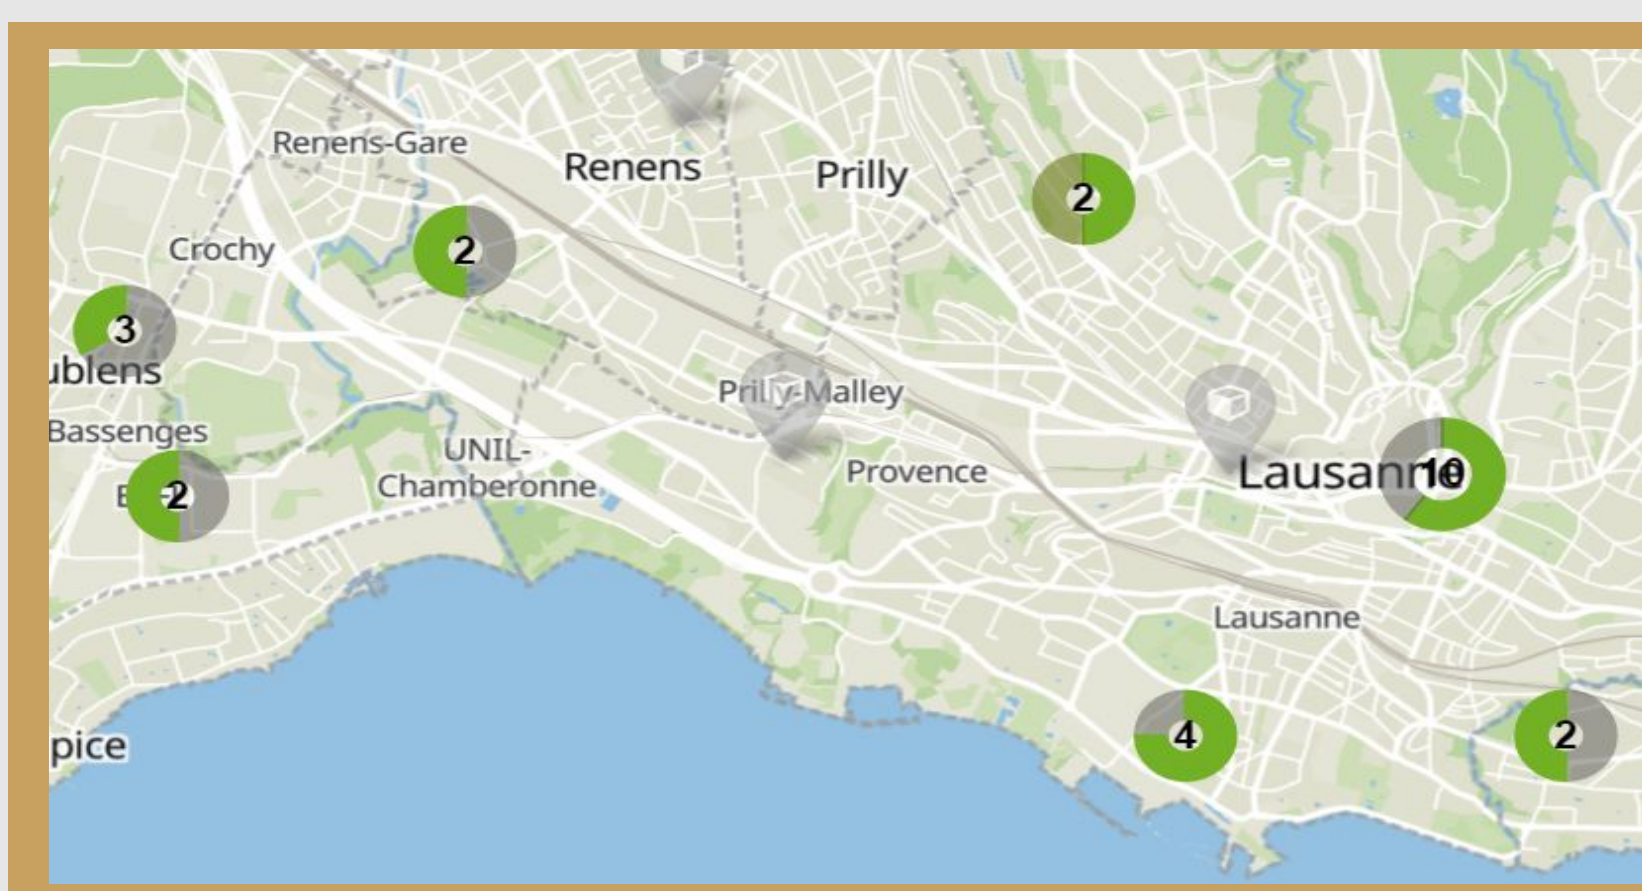 Renens-Gare
Renens
Prilly
2
Crochy
2
3
ublens
Prilly-Malley
Bassenges
UNIL-
Chamberonne
Provence
Lausanne
10
2
Lausanne
pice
4
2